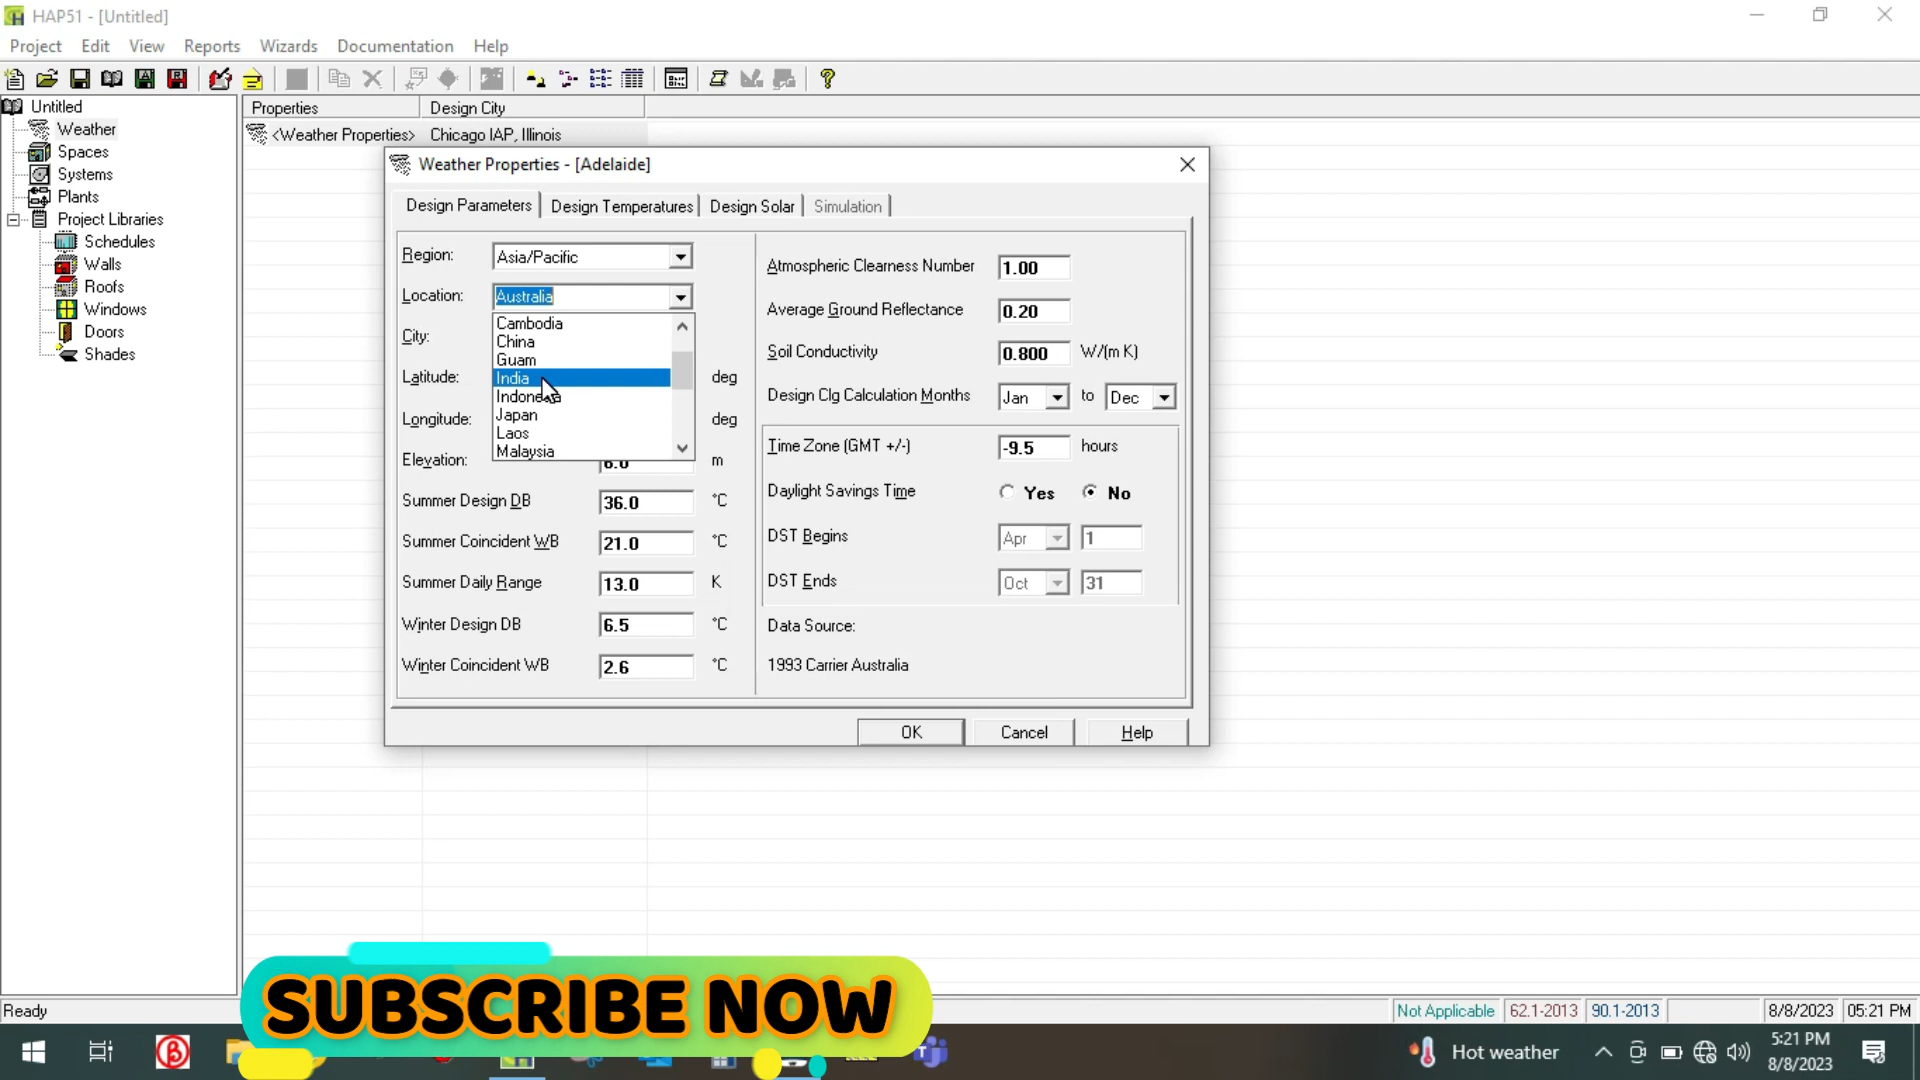 HAP51 - [Untitled]
Project Edit View Reports Wizards Documentation Help
Untitled
Weather
Spaces
Systems
Plants
Project Libraries
Schedules
Walls
Roofs
Windows
Doors
Shades
Properties Design City
<Weather Properties> Chicago IAP, Illinois
Weather Properties - [Adelaide]
Design Parameters Design Temperatures Design Solar Simulation
Region: Asia/Pacific
Location: Australia
Cambodia
China
Guam
India
Indonesia
Japan
Laos
Malaysia
City:
Latitude: deg
Longitude: deg
Elevation: 6.0 m
Summer Design DB 36.0 °C
Summer Coincident WB 21.0 °C
Summer Daily Range 13.0 K
Winter Design DB 6.5 °C
Winter Coincident WB 2.6 °C
Atmospheric Clearness Number 1.00
Average Ground Reflectance 0.20
Soil Conductivity 0.800 W/(m K)
Design Clg Calculation Months Jan to Dec
Time Zone (GMT +/-) -9.5 hours
Daylight Savings Time Yes No
DST Begins Apr 1
DST Ends Oct 31
Data Source:
1993 Carrier Australia
OK Cancel Help
SUBSCRIBE NOW
Ready
Not Applicable 62.1-2013 90.1-2013 8/8/2023 05:21 PM
Hot weather
5:21 PM
8/8/2023